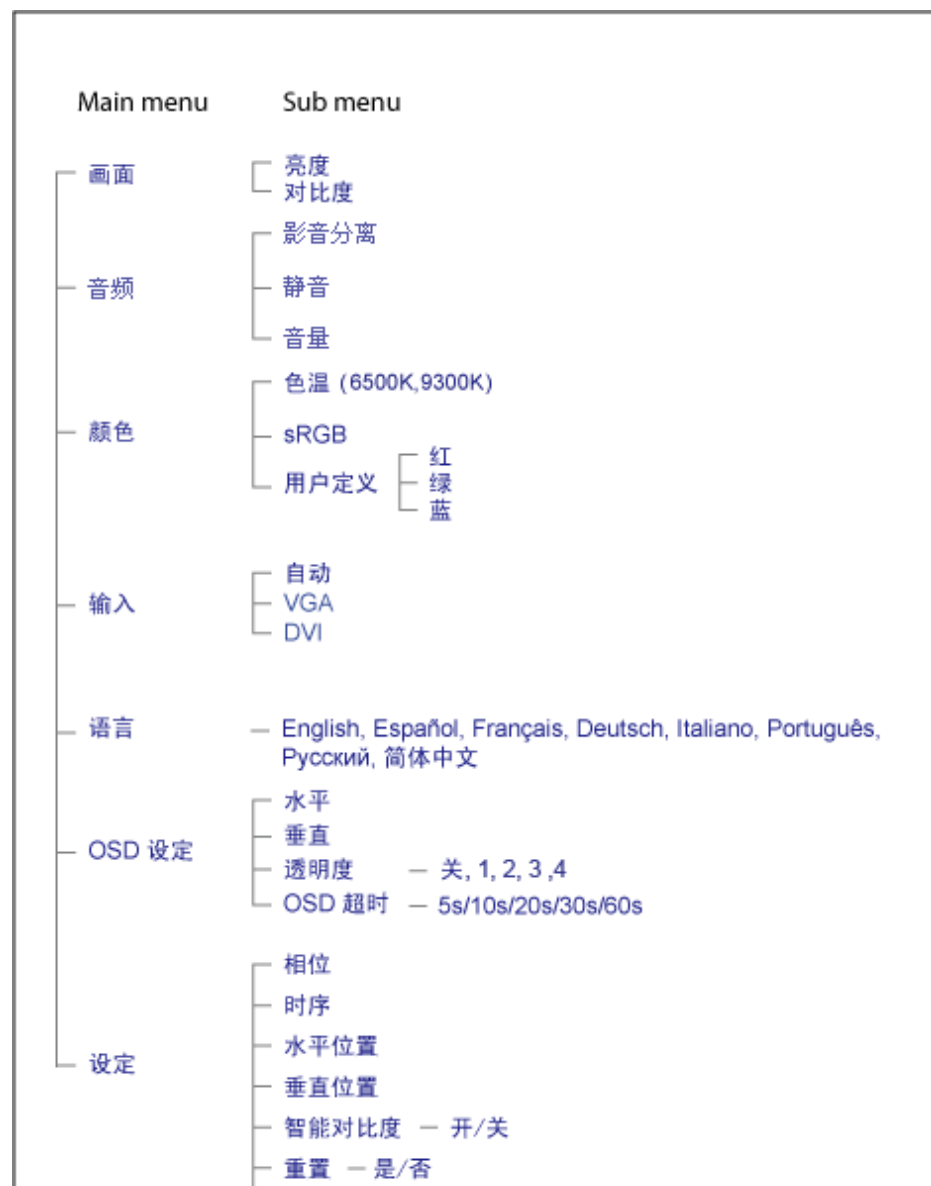 Main menu Sub menu
画面
亮度
对比度
音频
影音分离
静音
音量
颜色
色温 (6500K,9300K)
sRGB
用户定义
红
绿
蓝
输入
自动
VGA
DVI
语言
English, Español, Français, Deutsch, Italiano, Português,
Русский, 简体中文
OSD 设定
水平
垂直
透明度 — 关, 1, 2, 3 ,4
OSD 超时 — 5s/10s/20s/30s/60s
设定
相位
时序
水平位置
垂直位置
智能对比度 — 开/关
重置 — 是/否